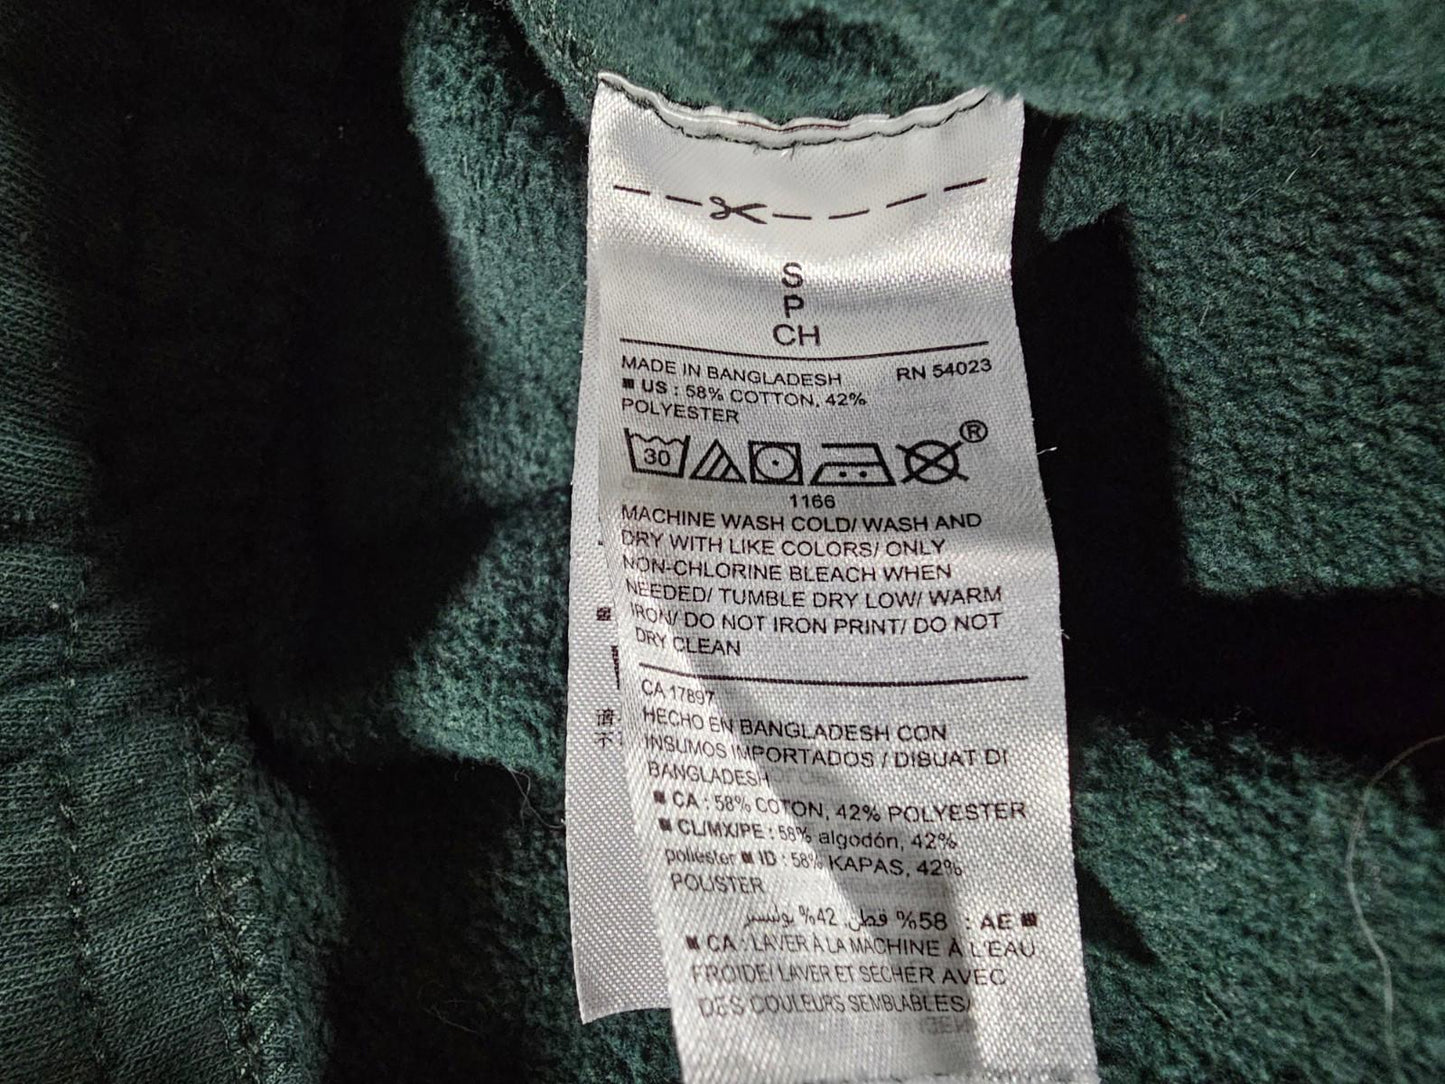 S
P
CH
MADE IN BANGLADESH RN 54023
US : 58% COTTON, 42%
POLYESTER
30
®
1166
MACHINE WASH COLD/ WASH AND
DRY WITH LIKE COLORS/ ONLY
NON-CHLORINE BLEACH WHEN
NEEDED/ TUMBLE DRY LOW/ WARM
IRON/ DO NOT IRON PRINT/ DO NOT
DRY CLEAN
CA 17897
HECHO EN BANGLADESH CON
INSUMOS IMPORTADOS / DIBUAT DI
BANGLADESH
CA : 58% COTON, 42% POLYESTER
CL/MX/PE : 58% algodón, 42%
poliéster ID : 58% KAPAS, 42%
POLISTER
AE : 58% قطن, 42% بوليستر
CA : LAVER À LA MACHINE À L'EAU
FROIDE/ LAVER ET SÉCHER AVEC
DES COULEURS SEMBLABLES/